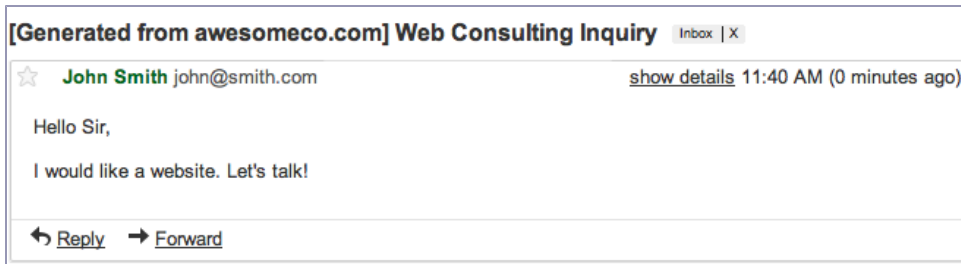 [Generated from awesomeco.com] Web Consulting Inquiry Inbox | X
John Smith john@smith.com show details 11:40 AM (0 minutes ago)
Hello Sir,
I would like a website. Let's talk!
Reply Forward